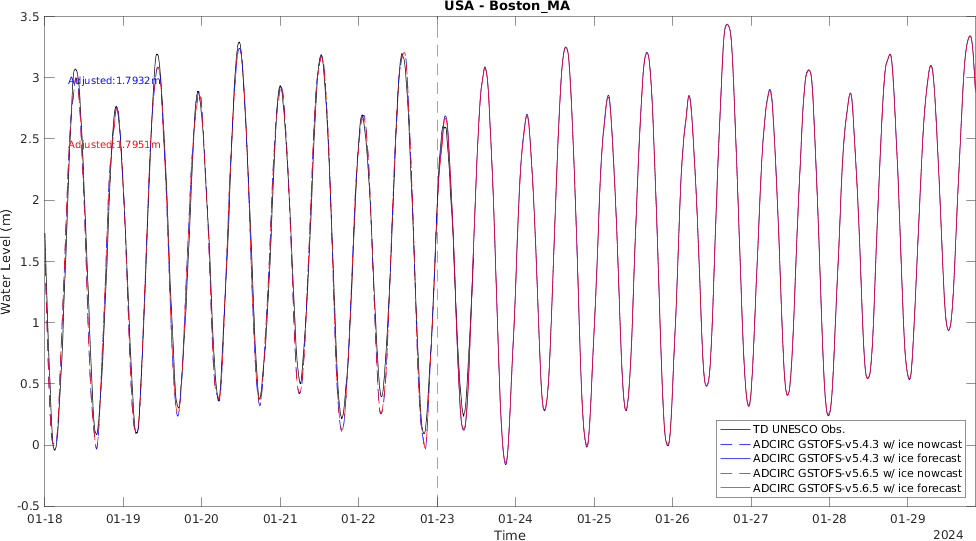 USA - Boston_MA
3.5
3
2.5
2
1.5
1
0.5
0
-0.5
Water Level (m)
Adjusted:1.7932m
Adjusted:1.7951m
TD UNESCO Obs.
ADCIRC GSTOFS-v5.4.3 w/ ice nowcast
ADCIRC GSTOFS-v5.4.3 w/ ice forecast
ADCIRC GSTOFS-v5.6.5 w/ ice nowcast
ADCIRC GSTOFS-v5.6.5 w/ ice forecast
01-18 01-19 01-20 01-21 01-22 01-23 01-24 01-25 01-26 01-27 01-28 01-29
Time
2024